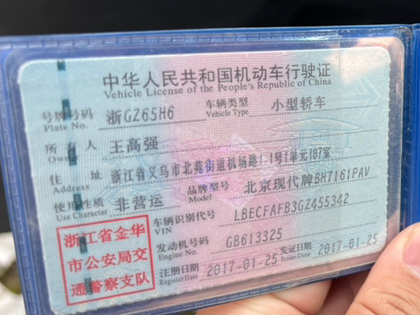 中华人民共和国机动车行驶证
Vehicle License of the People's Republic of China
号牌号码 浙GZ65H6 车辆类型 小型轿车
Plate No. Vehicle Type
所有人 王高强
Owner
住址 浙江省义乌市北苑街道机场路1-1号1单元107室
Address
使用性质 非营运 品牌型号 北京现代牌BH7161PAV
Use Character Model
浙江省金华
市公安局交
通警察支队
车辆识别代号 LBECFAFB3GZ455342
VIN
发动机号码 GB613325
Engine No.
注册日期 2017-01-25 发证日期 2017-01-25
Register Date Issue Date